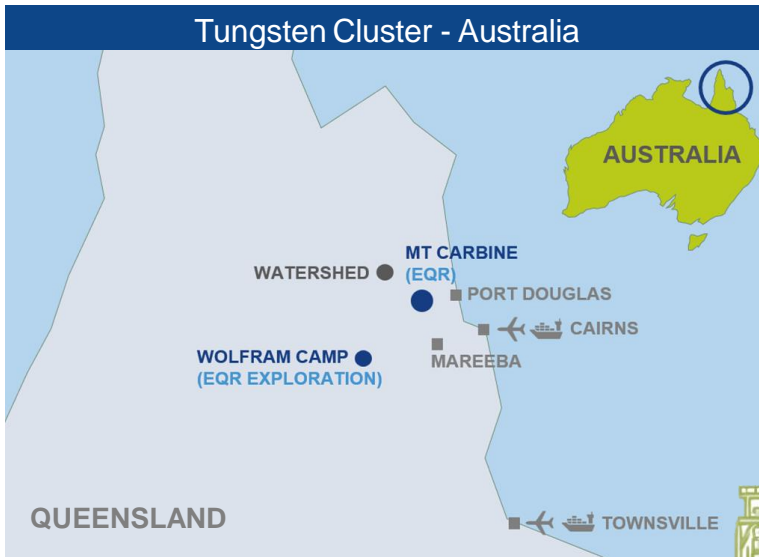 Tungsten Cluster - Australia
AUSTRALIA
MT CARBINE
(EQR)
WATERSHED
PORT DOUGLAS
CAIRNS
MAREEBA
WOLFRAM CAMP
(EQR EXPLORATION)
QUEENSLAND
TOWNSVILLE